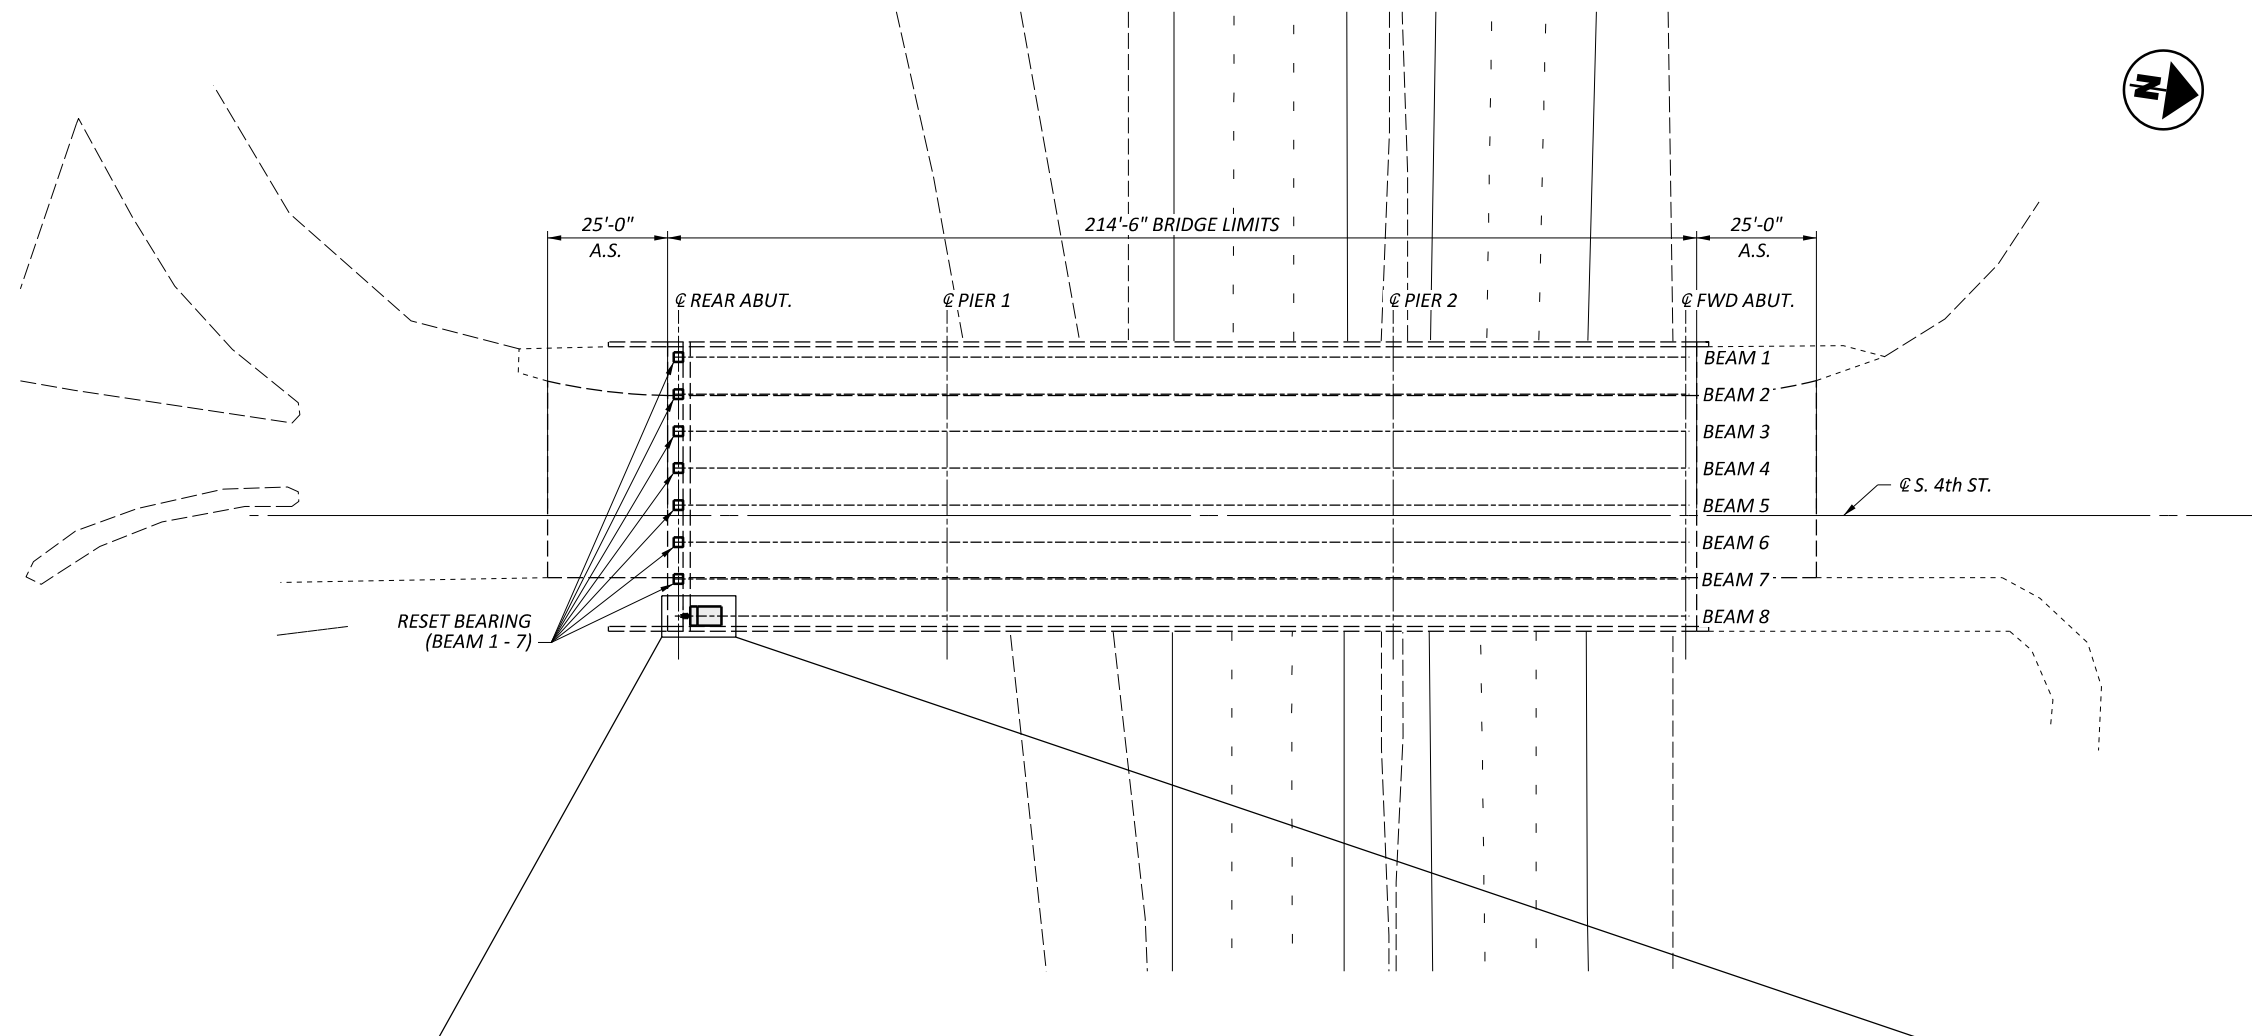 N
25'-0"
A.S.
214'-6" BRIDGE LIMITS
25'-0"
A.S.
℄ REAR ABUT.
℄ PIER 1
℄ PIER 2
℄ FWD ABUT.
BEAM 1
BEAM 2
BEAM 3
BEAM 4
℄ S. 4th ST.
BEAM 5
BEAM 6
BEAM 7
BEAM 8
RESET BEARING
(BEAM 1 - 7)